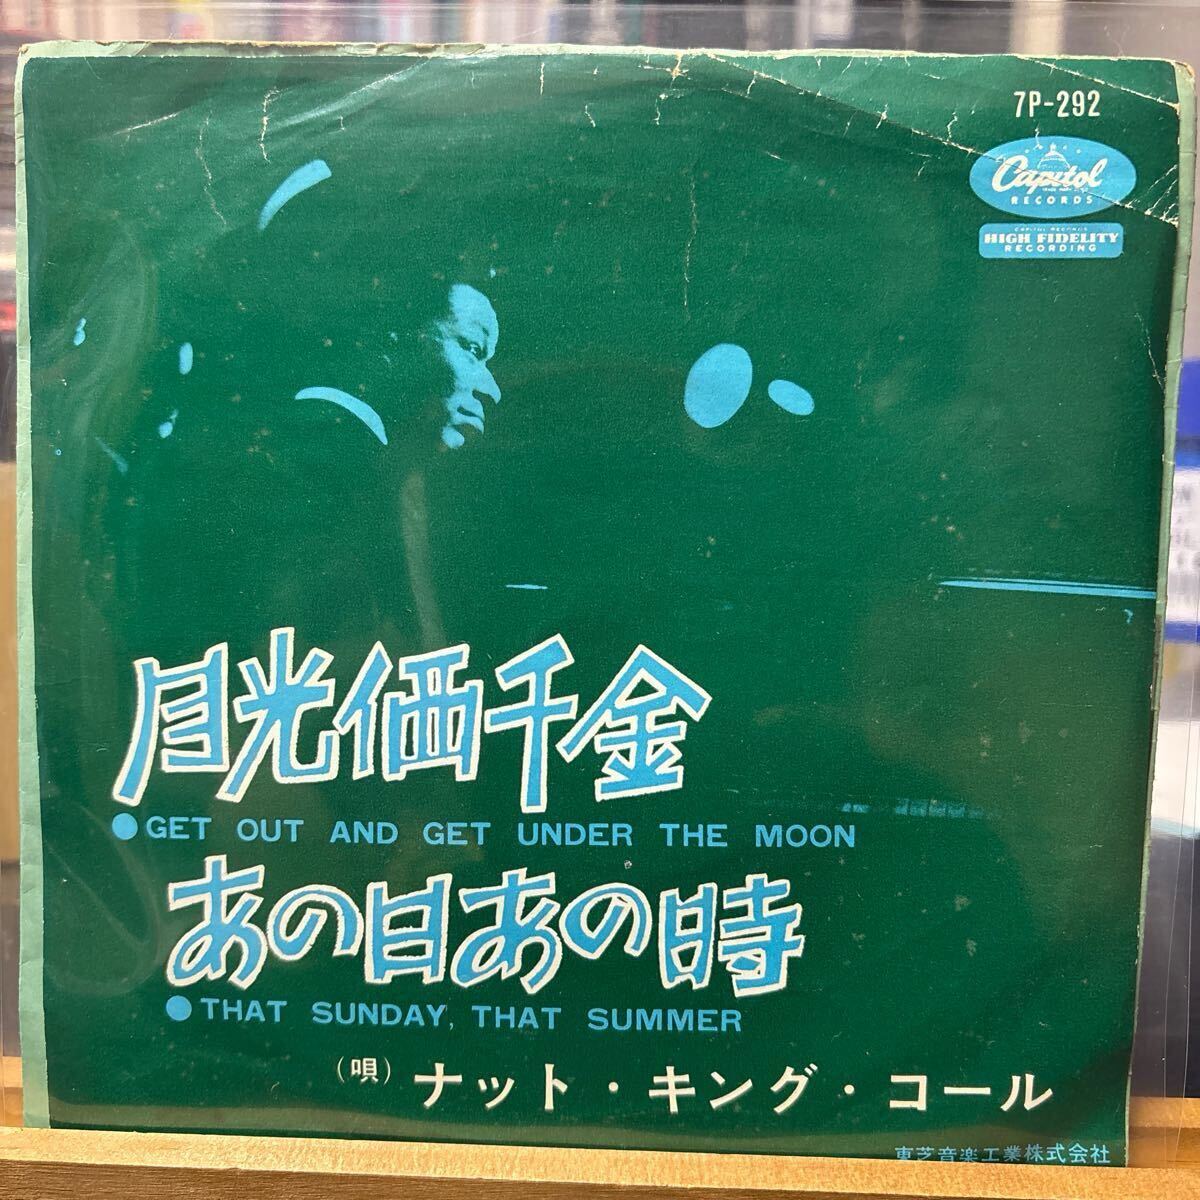 7P-292
Capitol
RECORDS
CAPITOL RECORDS
HIGH FIDELITY
RECORDING
月光価千金
●GET OUT AND GET UNDER THE MOON
あの日あの時
●THAT SUNDAY, THAT SUMMER
(唄) ナット・キング・コール
東芝音楽工業株式会社